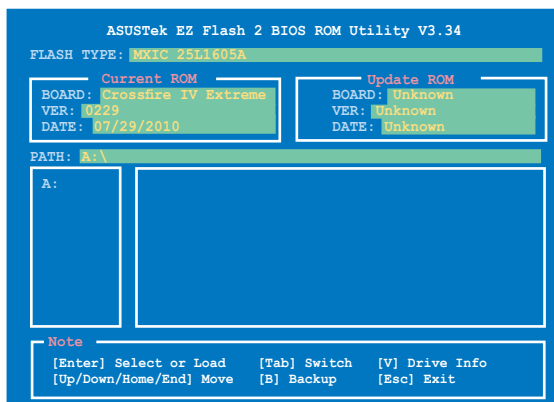 ASUSTek EZ Flash 2 BIOS ROM Utility V3.34
FLASH TYPE: MXIC 25L1605A
Current ROM
BOARD: Crossfire IV Extreme
VER: 0229
DATE: 07/29/2010
Update ROM
BOARD: Unknown
VER: Unknown
DATE: Unknown
PATH: A:\
A:
Note
[Enter] Select or Load [Tab] Switch [V] Drive Info
[Up/Down/Home/End] Move [B] Backup [Esc] Exit